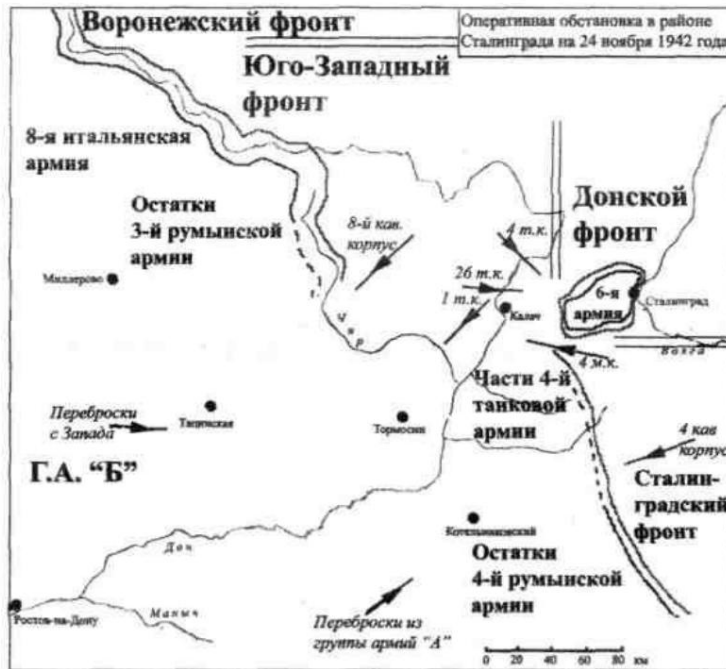 Воронежский фронт
Оперативная обстановка в районе
Сталинграда на 24 ноября 1942 года
Юго-Западный
фронт
8-я итальянская
армия
Остатки
3-й румынской
армии
8-й кав.
корпус
4 т.к.
Донской
фронт
26 т.к.
1 т.к.
Миллерово
6-я
армия
Сталинград
Калач
Чир
Волга
4 м.к.
Части 4-й
танковой
армии
Переброски
с Запада
Тацинская
Тормосин
4 кав
корпус
Г.А. "Б"
Сталин-
градский
фронт
Котельниковский
Дон
Остатки
4-й румынской
армии
Маныч
Ростов-на-Дону
Переброски из
группы армий "А"
0 20 40 60 80
км